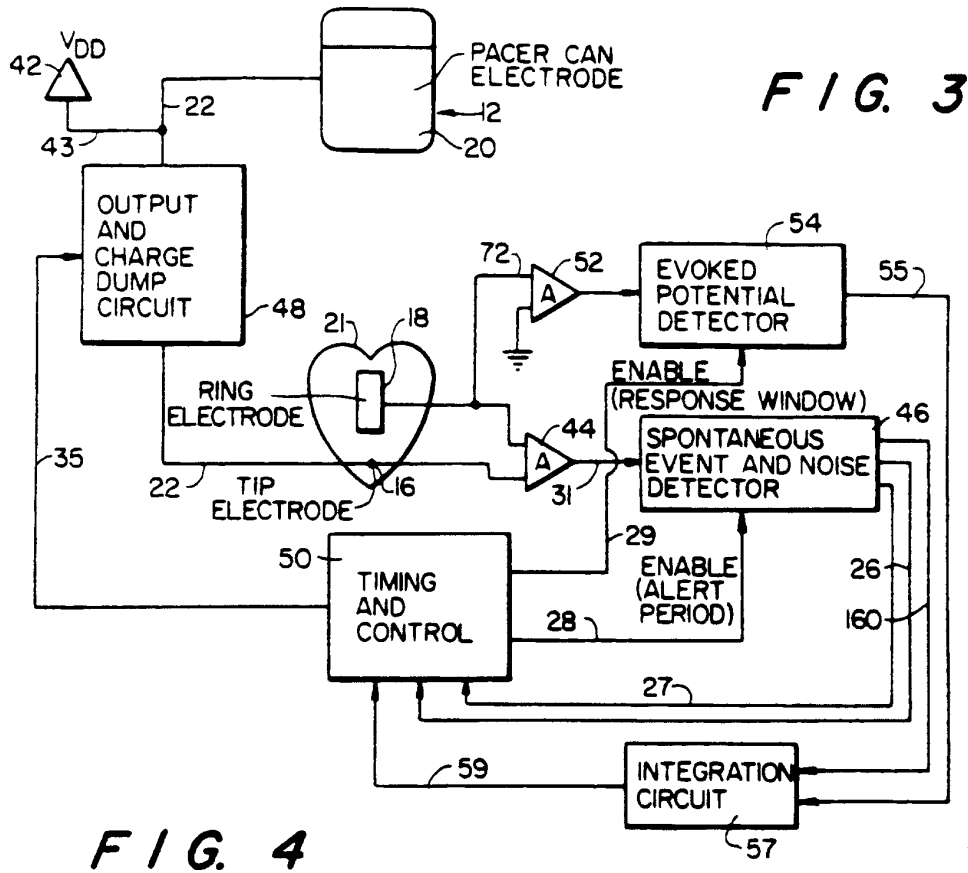 VDD
42
22
43
PACER CAN
ELECTRODE
12
20
FIG. 3
OUTPUT
AND
CHARGE
DUMP
CIRCUIT
48
72
52
A
54
EVOKED
POTENTIAL
DETECTOR
55
21
18
RING
ELECTRODE
ENABLE
(RESPONSE WINDOW)
44
A
31
46
SPONTANEOUS
EVENT AND NOISE
DETECTOR
35
22
TIP
ELECTRODE
16
29
50
TIMING
AND
CONTROL
ENABLE
(ALERT
PERIOD)
28
26
160
27
59
INTEGRATION
CIRCUIT
57
FIG. 4